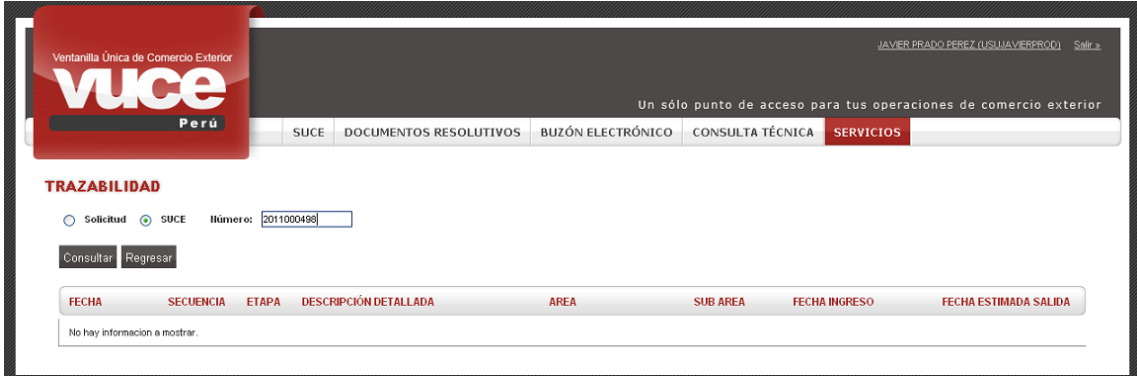 Ventanilla Única de Comercio Exterior
vuce
Perú
JAVIER PRADO PEREZ (USUJAVIERPROD) Salir »
Un sólo punto de acceso para tus operaciones de comercio exterior
SUCE DOCUMENTOS RESOLUTIVOS BUZÓN ELECTRÓNICO CONSULTA TÉCNICA SERVICIOS
TRAZABILIDAD
Solicitud SUCE Número: 2011000498
Consultar Regresar
FECHA SECUENCIA ETAPA DESCRIPCIÓN DETALLADA AREA SUB AREA FECHA INGRESO FECHA ESTIMADA SALIDA
No hay informacion a mostrar.